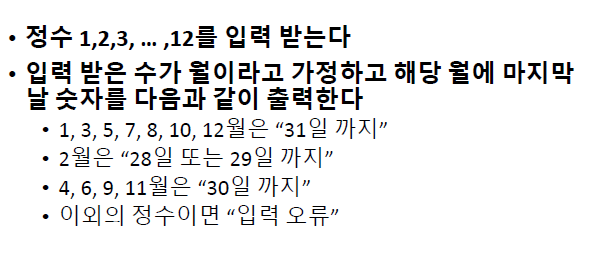 • 정수 1,2,3, … ,12를 입력 받는다
• 입력 받은 수가 월이라고 가정하고 해당 월에 마지막
날 숫자를 다음과 같이 출력한다
• 1, 3, 5, 7, 8, 10, 12월은 “31일 까지”
• 2월은 “28일 또는 29일 까지”
• 4, 6, 9, 11월은 “30일 까지”
• 이외의 정수이면 “입력 오류”